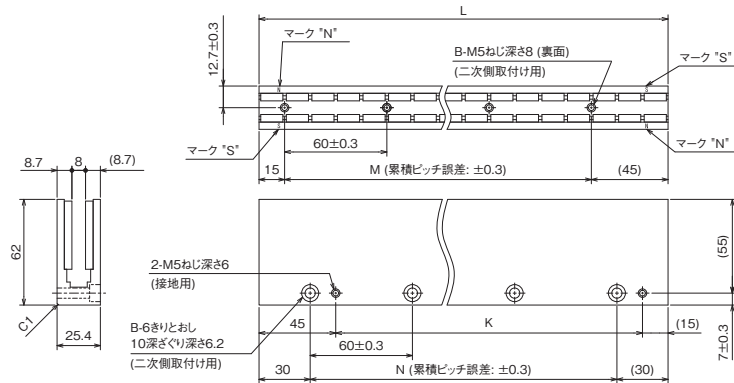 L
マーク "N"
12.7±0.3
B-M5ねじ深さ8 (裏面)
(二次側取付け用)
マーク "S"
N
S
S
N
マーク "S"
マーク "N"
60±0.3
15
M (累積ピッチ誤差: ±0.3)
(45)
8.7
8
(8.7)
62
C1
25.4
2-M5ねじ深さ6
(接地用)
B-6きりとおし
10深ざぐり深さ6.2
(二次側取付け用)
45
K
(15)
60±0.3
30
N (累積ピッチ誤差: ±0.3)
(30)
(55)
7±0.3